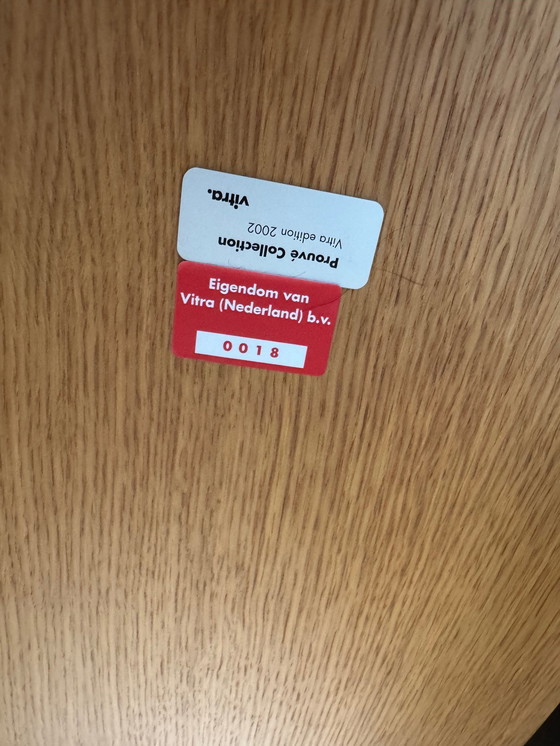 Prouvé Collection
Vitra edition 2002
vitra.
Eigendom van
Vitra (Nederland) b.v.
0018